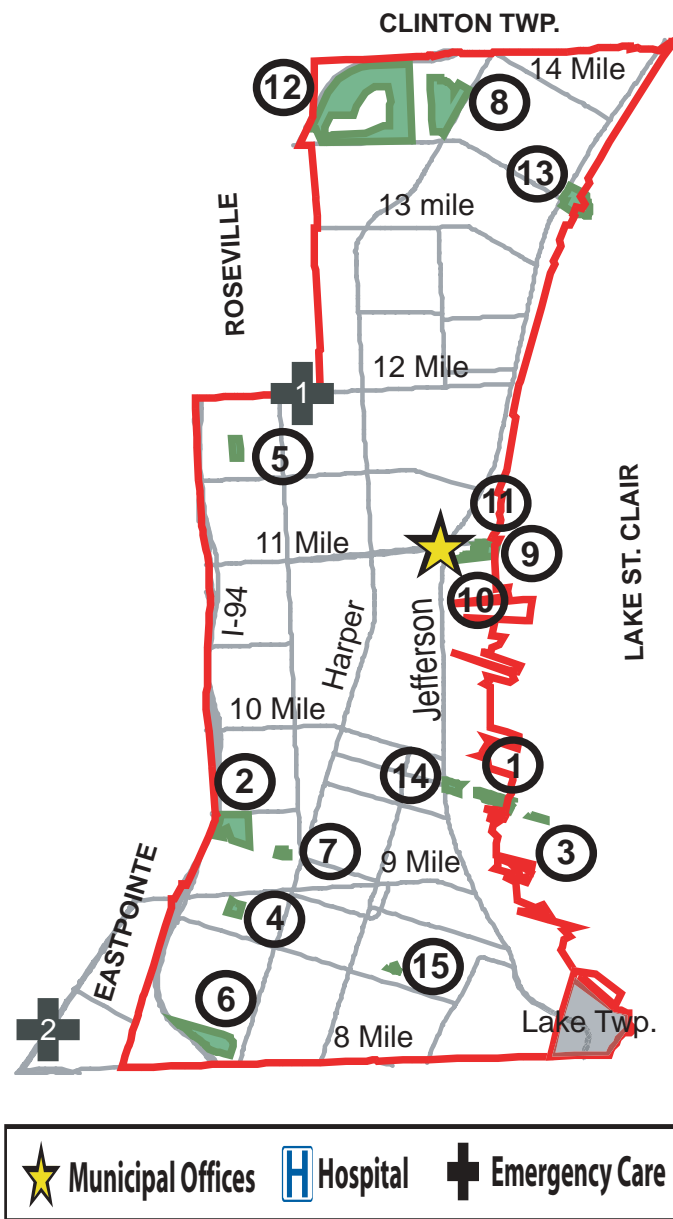 CLINTON TWP.
14 Mile
12
8
13
13 mile
ROSEVILLE
12 Mile
1
5
11
LAKE ST. CLAIR
11 Mile
9
10
I-94
Harper
Jefferson
10 Mile
1
2
14
3
7
9 Mile
4
EASTPOINTE
15
6
2
8 Mile
Lake Twp.
Municipal Offices H Hospital Emergency Care